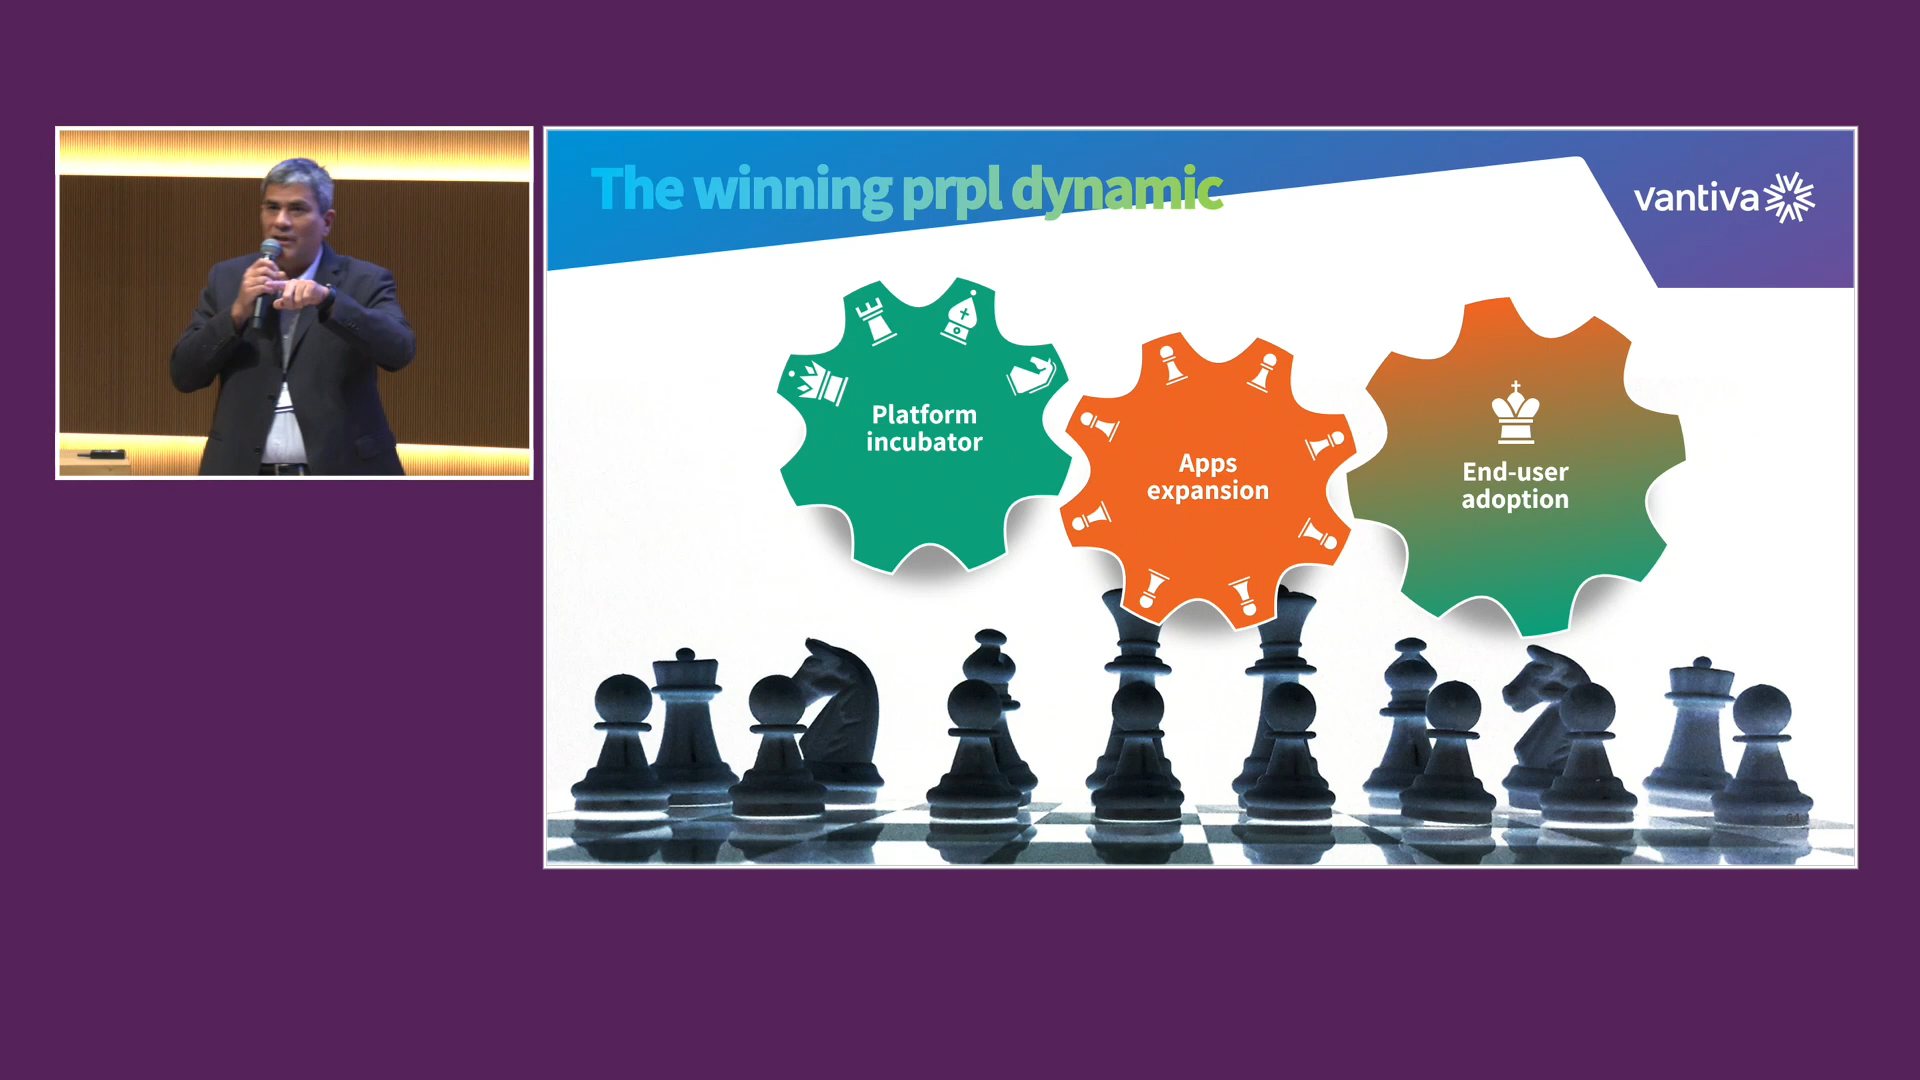 The winning prpl dynamic
vantiva
Platform
incubator
Apps
expansion
End-user
adoption